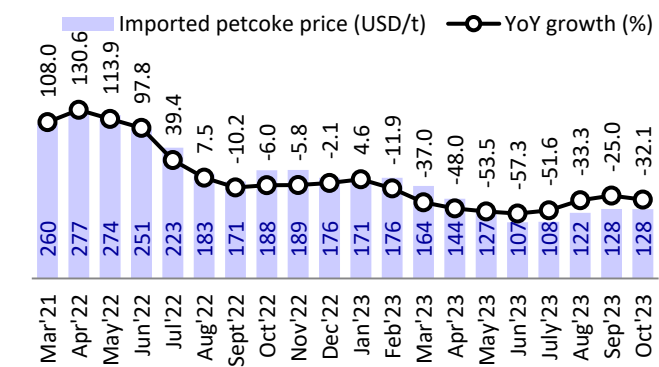 Imported petcoke price (USD/t) YoY growth (%)
108.0 130.6 113.9 97.8 39.4 7.5 -10.2 -6.0 -5.8 -2.1 4.6 -11.9 -37.0 -48.0 -53.5 -57.3 -51.6 -33.3 -25.0 -32.1
260 277 274 251 223 183 171 188 189 176 171 176 164 144 127 107 108 122 128 128
Mar'21 Apr'22 May'22 Jun'22 Jul'22 Aug'22 Sept'22 Oct'22 Nov'22 Dec'22 Jan'23 Feb'23 Mar'23 Apr'23 May'23 Jun'23 July'23 Aug'23 Sep'23 Oct'23